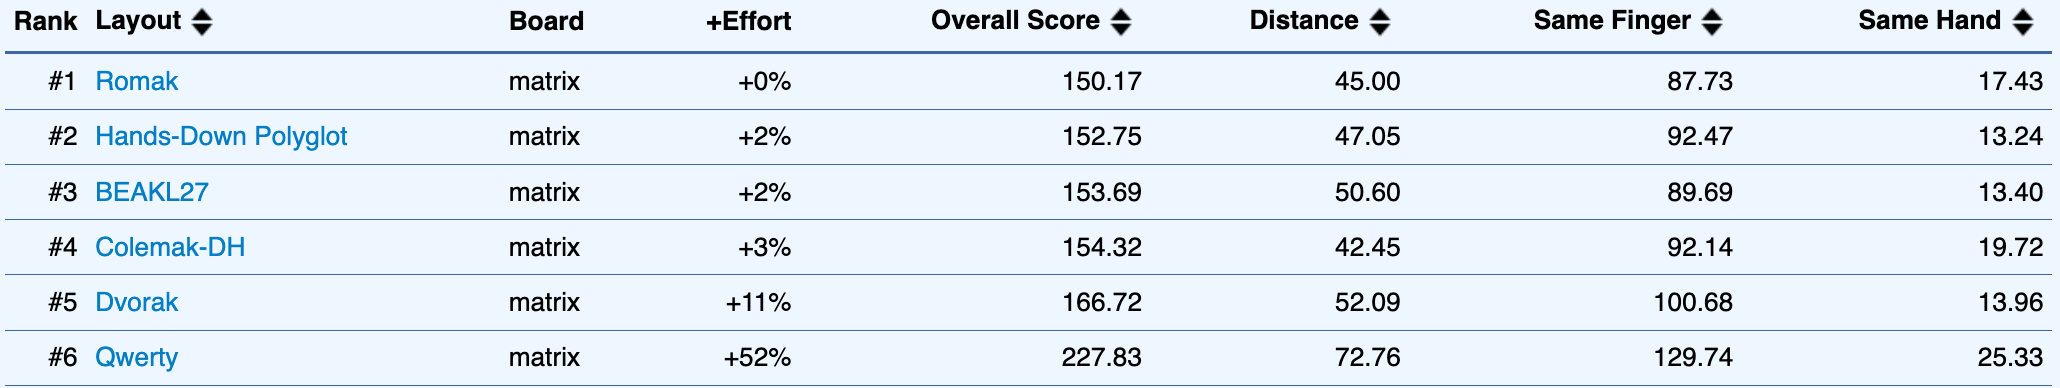 Rank Layout Board +Effort Overall Score Distance Same Finger Same Hand
#1 Romak matrix +0% 150.17 45.00 87.73 17.43
#2 Hands-Down Polyglot matrix +2% 152.75 47.05 92.47 13.24
#3 BEAKL27 matrix +2% 153.69 50.60 89.69 13.40
#4 Colemak-DH matrix +3% 154.32 42.45 92.14 19.72
#5 Dvorak matrix +11% 166.72 52.09 100.68 13.96
#6 Qwerty matrix +52% 227.83 72.76 129.74 25.33